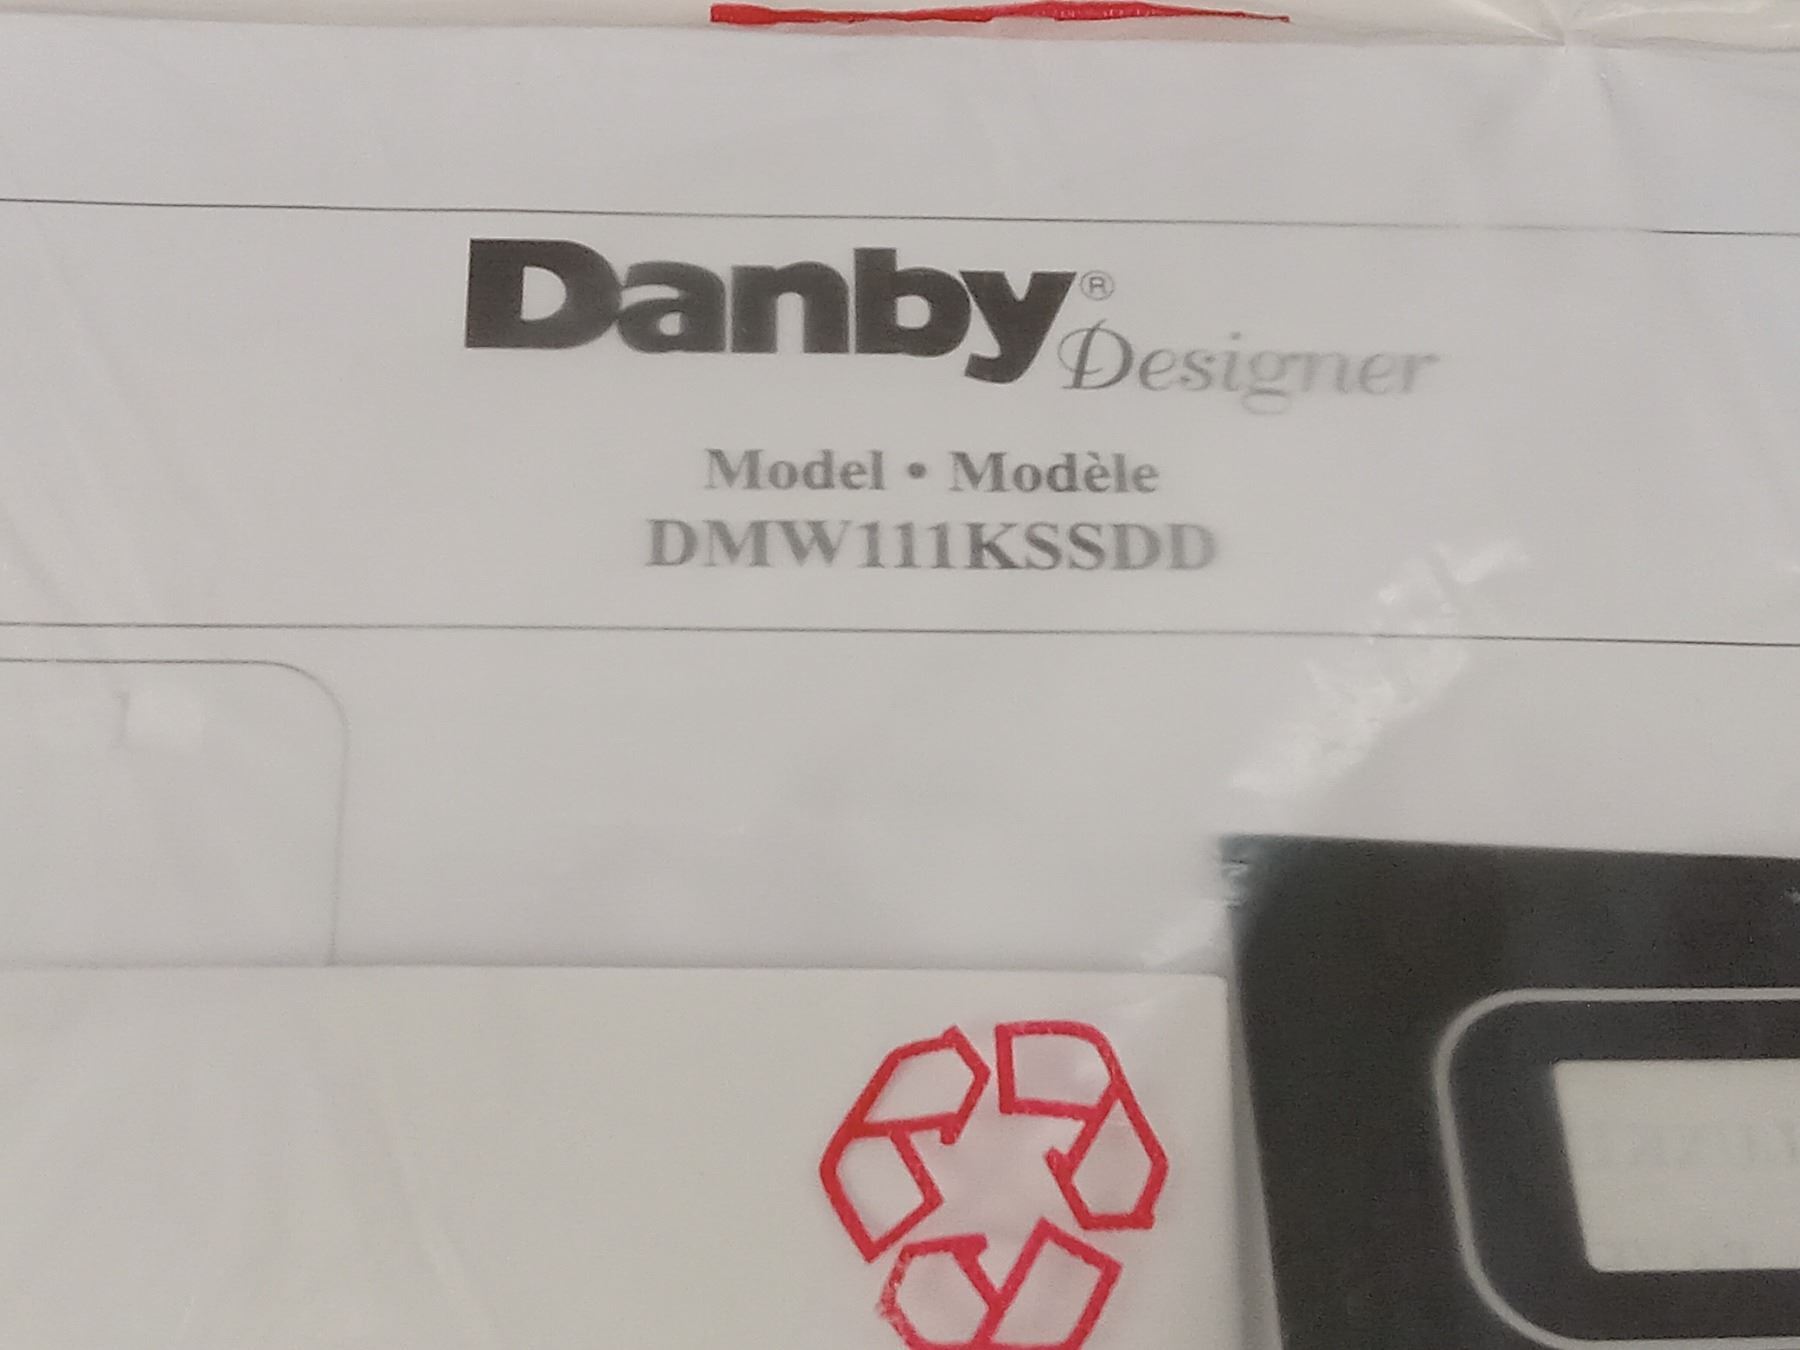 Danby®
Designer
Model • Modèle
DMW111KSSDD